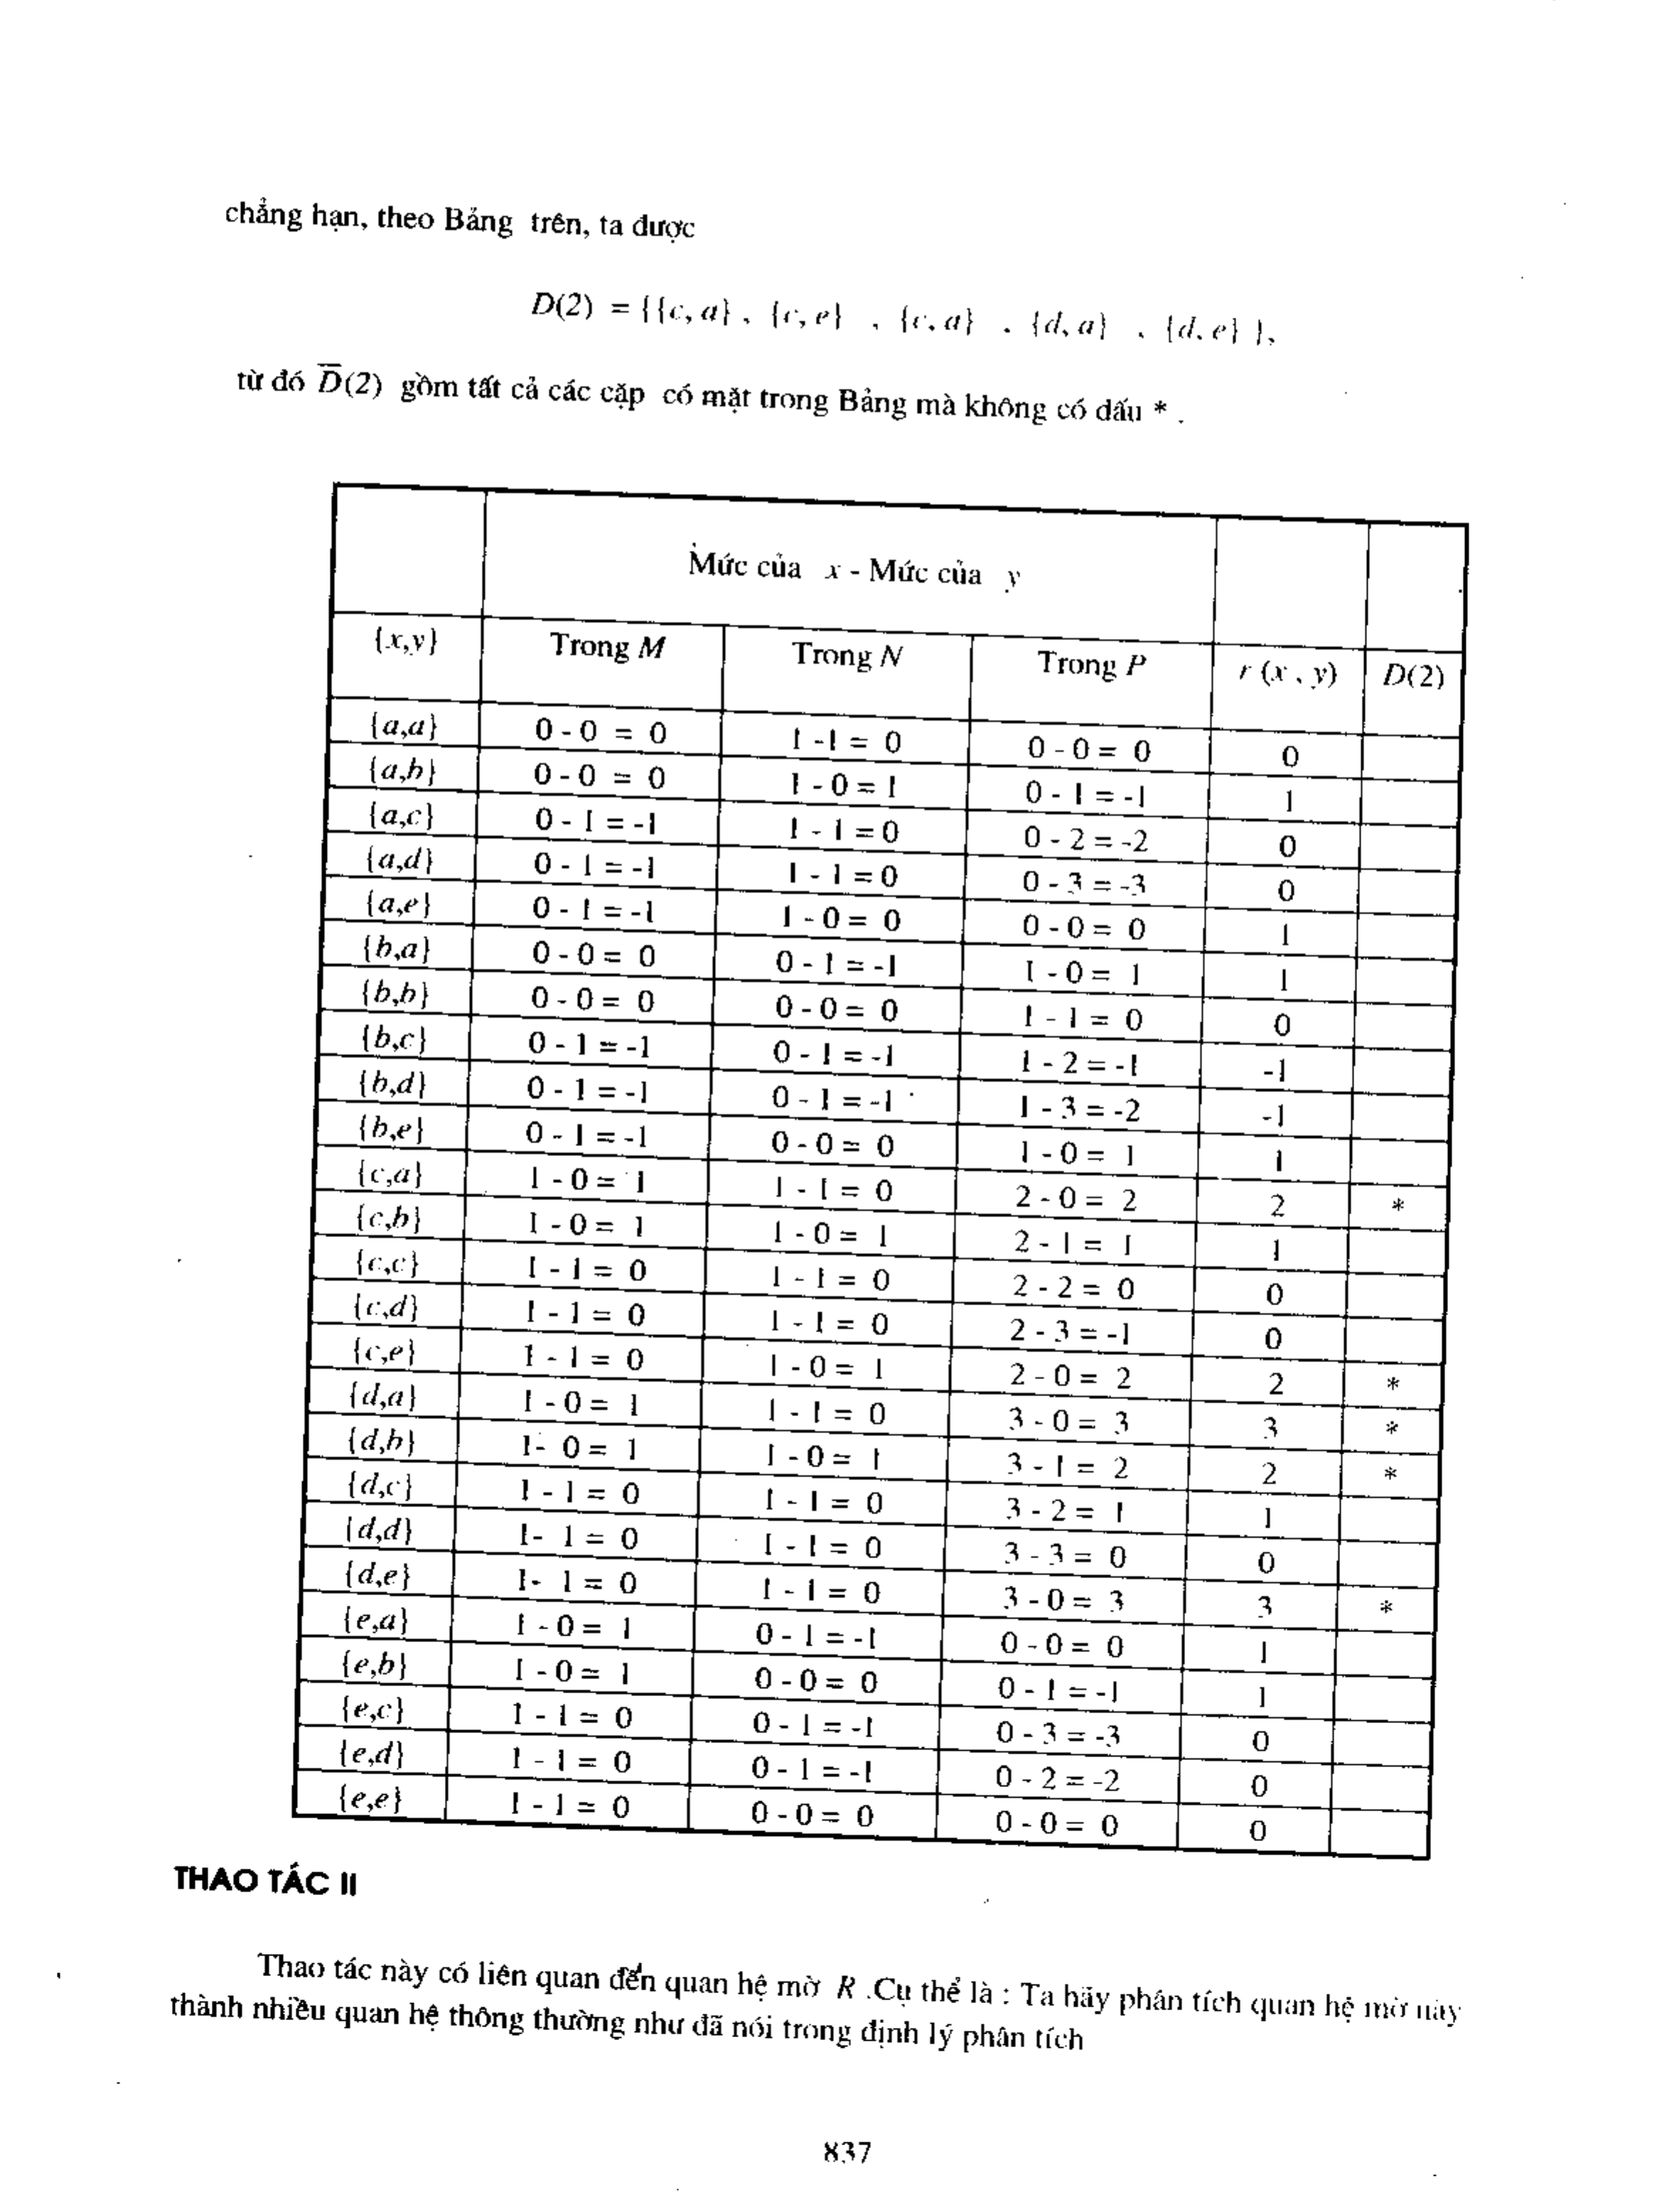 chẳng hạn, theo Bảng trên, ta được
D(2) = {{c, a} , {c, e} , {c, a} , {d, a} , {d, e} },
từ đó D̅(2) gồm tất cả các cặp có mặt trong Bảng mà không có dấu * .
Mức của x - Mức của y
{x,y} Trong M Trong N Trong P r (x , y) D(2)
{a,a} 0 - 0 = 0 1 -1 = 0 0 - 0 = 0 0
{a,b} 0 - 0 = 0 1 - 0 = 1 0 - 1 = -1 1
{a,c} 0 - 1 = -1 1 - 1 = 0 0 - 2 = -2 0
{a,d} 0 - 1 = -1 1 - 1 = 0 0 - 3 = -3 0
{a,e} 0 - 1 = -1 1 - 0 = 0 0 - 0 = 0 1
{b,a} 0 - 0 = 0 0 - 1 = -1 1 - 0 = 1 1
{b,b} 0 - 0 = 0 0 - 0 = 0 1 - 1 = 0 0
{b,c} 0 - 1 = -1 0 - 1 = -1 1 - 2 = -1 -1
{b,d} 0 - 1 = -1 0 - 1 = -1 1 - 3 = -2 -1
{b,e} 0 - 1 = -1 0 - 0 = 0 1 - 0 = 1 1
{c,a} 1 - 0 = 1 1 - 1 = 0 2 - 0 = 2 2 *
{c,b} 1 - 0 = 1 1 - 0 = 1 2 - 1 = 1 1
{c,c} 1 - 1 = 0 1 - 1 = 0 2 - 2 = 0 0
{c,d} 1 - 1 = 0 1 - 1 = 0 2 - 3 = -1 0
{c,e} 1 - 1 = 0 1 - 0 = 1 2 - 0 = 2 2 *
{d,a} 1 - 0 = 1 1 - 1 = 0 3 - 0 = 3 3 *
{d,b} 1- 0 = 1 1 - 0 = 1 3 - 1 = 2 2 *
{d,c} 1 - 1 = 0 1 - 1 = 0 3 - 2 = 1 1
{d,d} 1- 1 = 0 1 - 1 = 0 3 - 3 = 0 0
{d,e} 1- 1 = 0 1 - 1 = 0 3 - 0 = 3 3 *
{e,a} 1 - 0 = 1 0 - 1 = -1 0 - 0 = 0 1
{e,b} 1 - 0 = 1 0 - 0 = 0 0 - 1 = -1 1
{e,c} 1 - 1 = 0 0 - 1 = -1 0 - 3 = -3 0
{e,d} 1 - 1 = 0 0 - 1 = -1 0 - 2 = -2 0
{e,e} 1 - 1 = 0 0 - 0 = 0 0 - 0 = 0 0
THAO TÁC II
Thao tác này có liên quan đến quan hệ mờ R .Cụ thể là : Ta hãy phân tích quan hệ mờ này
thành nhiều quan hệ thông thường như đã nói trong định lý phân tích
837